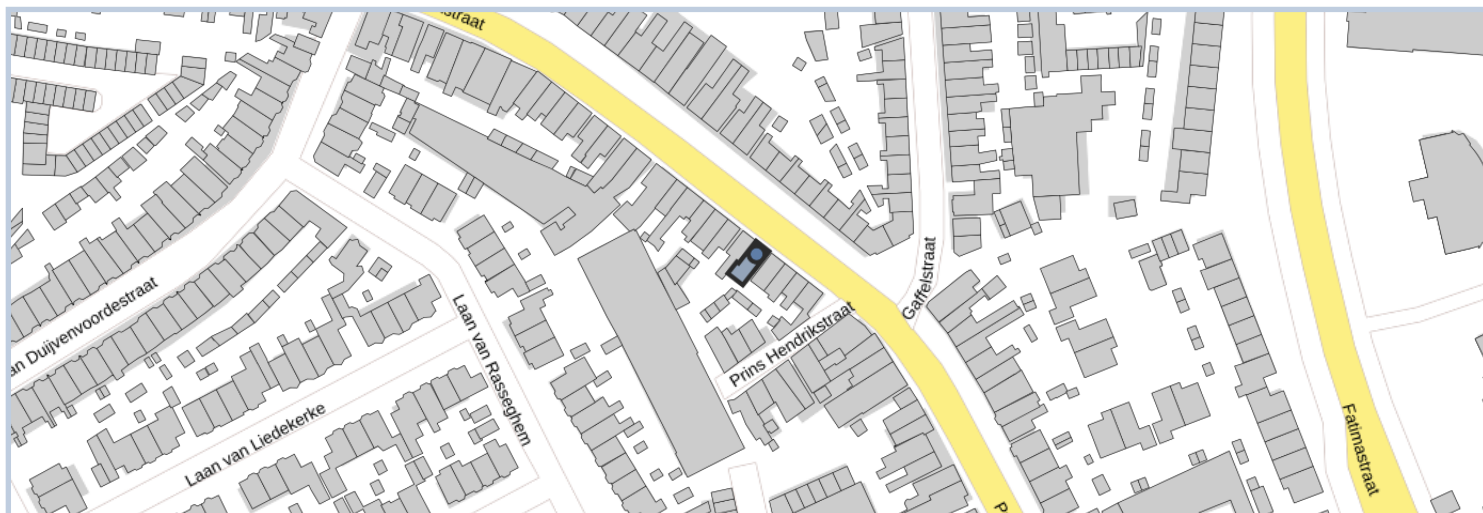 straat
Gaffelstraat
an Duijvenvoordestraat
Prins Hendrikstraat
Laan van Rasseghem
Laan van Liedekerke
Fatimastraat
P